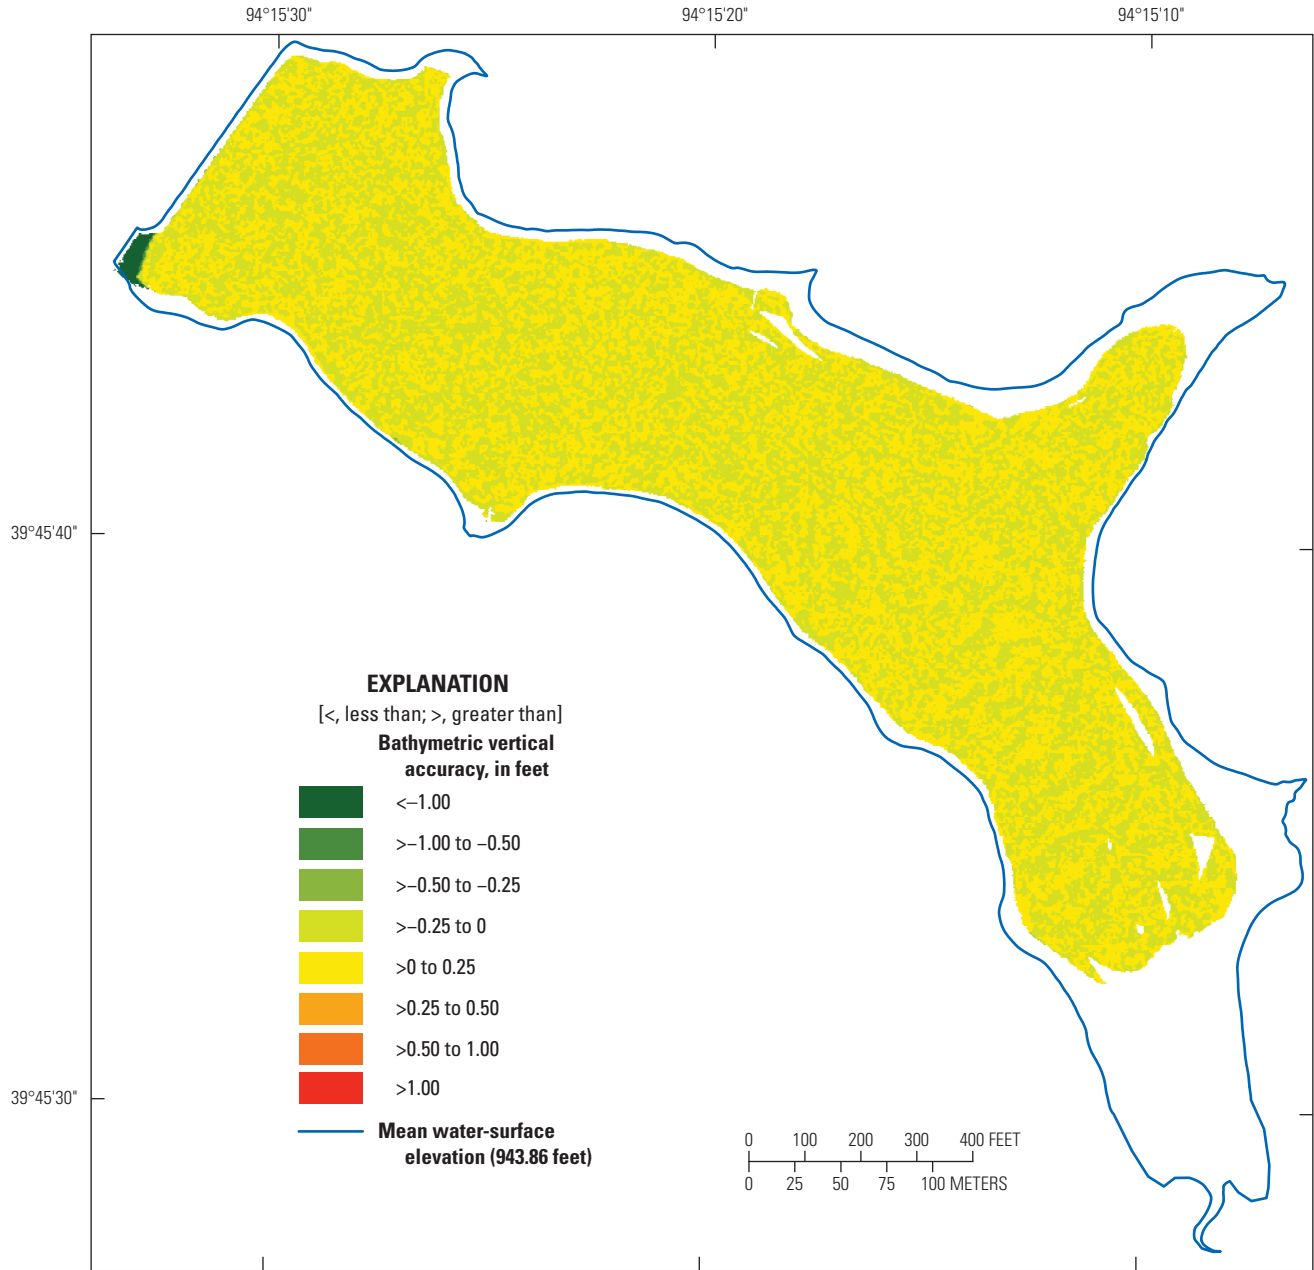 94°15'30"
94°15'20"
94°15'10"
39°45'40"
39°45'30"
EXPLANATION
[<, less than; >, greater than]
Bathymetric vertical
accuracy, in feet
<–1.00
>–1.00 to –0.50
>–0.50 to –0.25
>–0.25 to 0
>0 to 0.25
>0.25 to 0.50
>0.50 to 1.00
>1.00
Mean water-surface
elevation (943.86 feet)
0 100 200 300 400 FEET
0 25 50 75 100 METERS